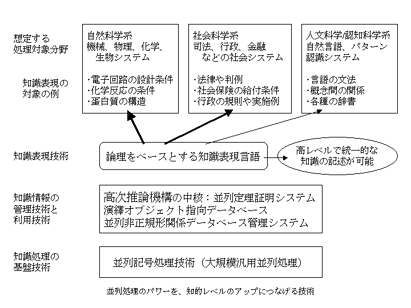 想定する
処理対象分野
自然科学系
機械、物理、化学、
生物システム
・電子回路の設計条件
・化学反応の条件
・蛋白質の構造
社会科学系
司法、行政、金融
などの社会システム
・法律や判例
・社会保険の給付条件
・行政の規則や実施例
人文科学/認知科学系
自然言語、パターン
認識システム
・言語の文法
・概念間の関係
・各種の辞書
知識表現の
対象の例
知識表現技術
論理をベースとする知識表現言語
高レベルで統一的な
知識の記述が可能
知識情報の
管理技術と
利用技術
高次推論機構の中核:並列定理証明システム
演繹オブジェクト指向データベース
並列非正規形関係データベース管理システム
知識処理の
基盤技術
並列記号処理技術(大規模汎用並列処理)
並列処理のパワーを、知的レベルのアップにつなげる技術